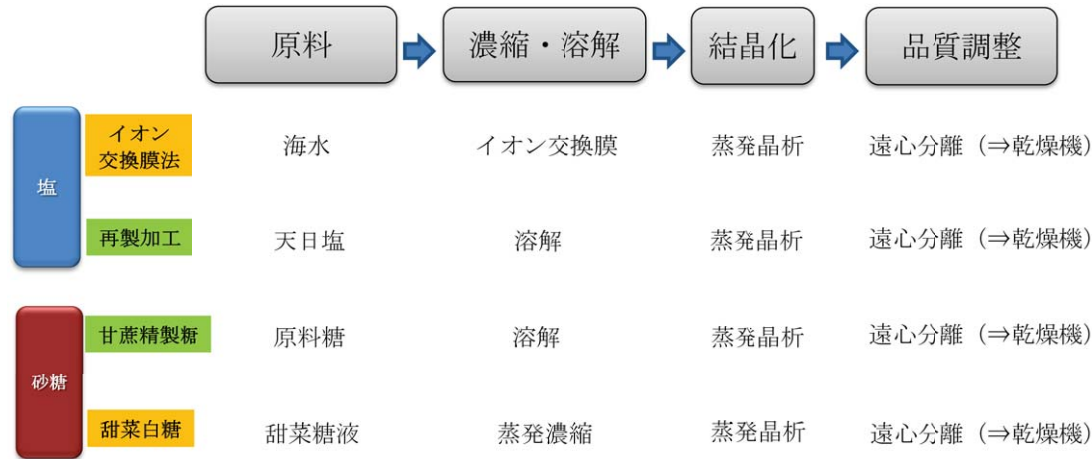 原料
濃縮・溶解
結晶化
品質調整
塩
イオン
交換膜法
海水
イオン交換膜
蒸発晶析
遠心分離（⇒乾燥機）
再製加工
天日塩
溶解
蒸発晶析
遠心分離（⇒乾燥機）
砂糖
甘蔗精製糖
原料糖
溶解
蒸発晶析
遠心分離（⇒乾燥機）
甜菜白糖
甜菜糖液
蒸発濃縮
蒸発晶析
遠心分離（⇒乾燥機）